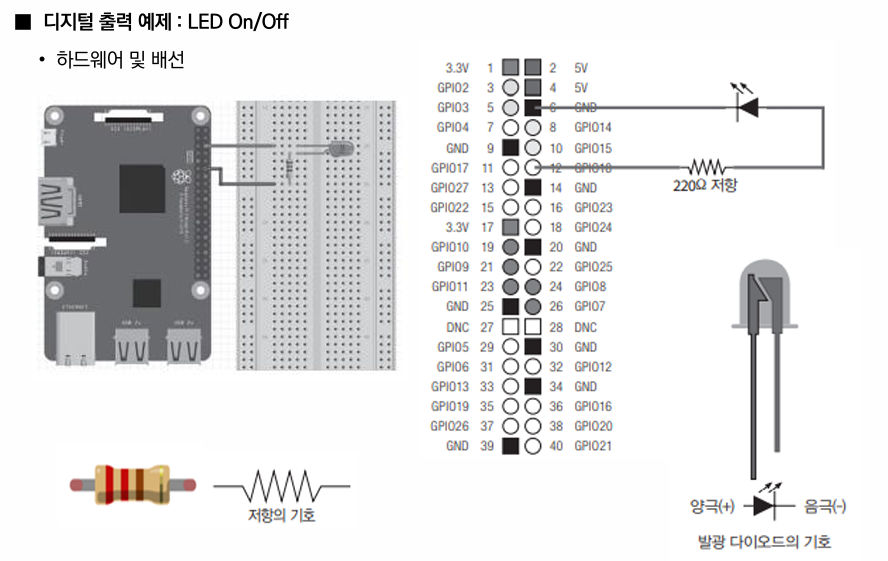 ■ 디지털 출력 예제 : LED On/Off
• 하드웨어 및 배선
3.3V 1 2 5V
GPIO2 3 4 5V
GPIO3 5 6 GND
GPIO4 7 8 GPIO14
GND 9 10 GPIO15
GPIO17 11 12 GPIO18
GPIO27 13 14 GND
GPIO22 15 16 GPIO23
3.3V 17 18 GPIO24
GPIO10 19 20 GND
GPIO9 21 22 GPIO25
GPIO11 23 24 GPIO8
GND 25 26 GPIO7
DNC 27 28 DNC
GPIO5 29 30 GND
GPIO6 31 32 GPIO12
GPIO13 33 34 GND
GPIO19 35 36 GPIO16
GPIO26 37 38 GPIO20
GND 39 40 GPIO21
220Ω 저항
저항의 기호
양극(+) 음극(-)
발광 다이오드의 기호